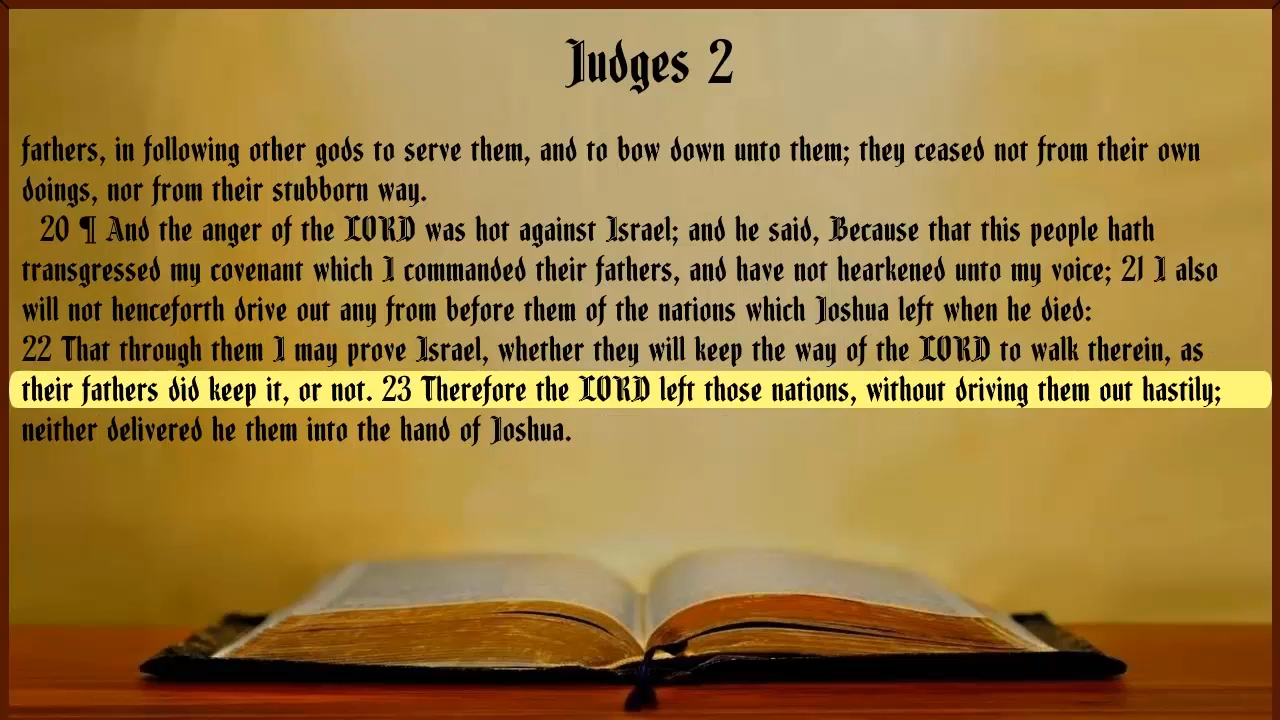 Judges 2
fathers, in following other gods to serve them, and to bow down unto them; they ceased not from their own
doings, nor from their stubborn way.
20 ¶ And the anger of the LORD was hot against Israel; and he said, Because that this people hath
transgressed my covenant which I commanded their fathers, and have not hearkened unto my voice; 21 I also
will not henceforth drive out any from before them of the nations which Joshua left when he died:
22 That through them I may prove Israel, whether they will keep the way of the LORD to walk therein, as
their fathers did keep it, or not. 23 Therefore the LORD left those nations, without driving them out hastily;
neither delivered he them into the hand of Joshua.